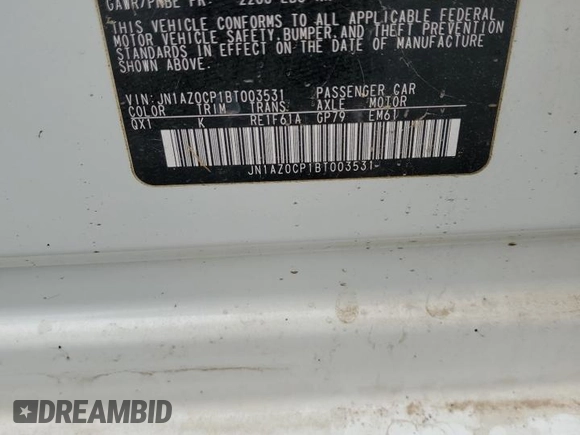 THIS VEHICLE CONFORMS TO ALL APPLICABLE FEDERAL
MOTOR VEHICLE SAFETY, BUMPER, AND THEFT PREVENTION
STANDARDS IN EFFECT ON THE DATE OF MANUFACTURE
SHOWN ABOVE.
VIN: JN1AZ0CP1BT003531 PASSENGER CAR
COLOR TRIM TRANS. AXLE MOTOR
QX1 K RE1F61A GP79 EM61
JN1AZ0CP1BT003531
DREAMBID